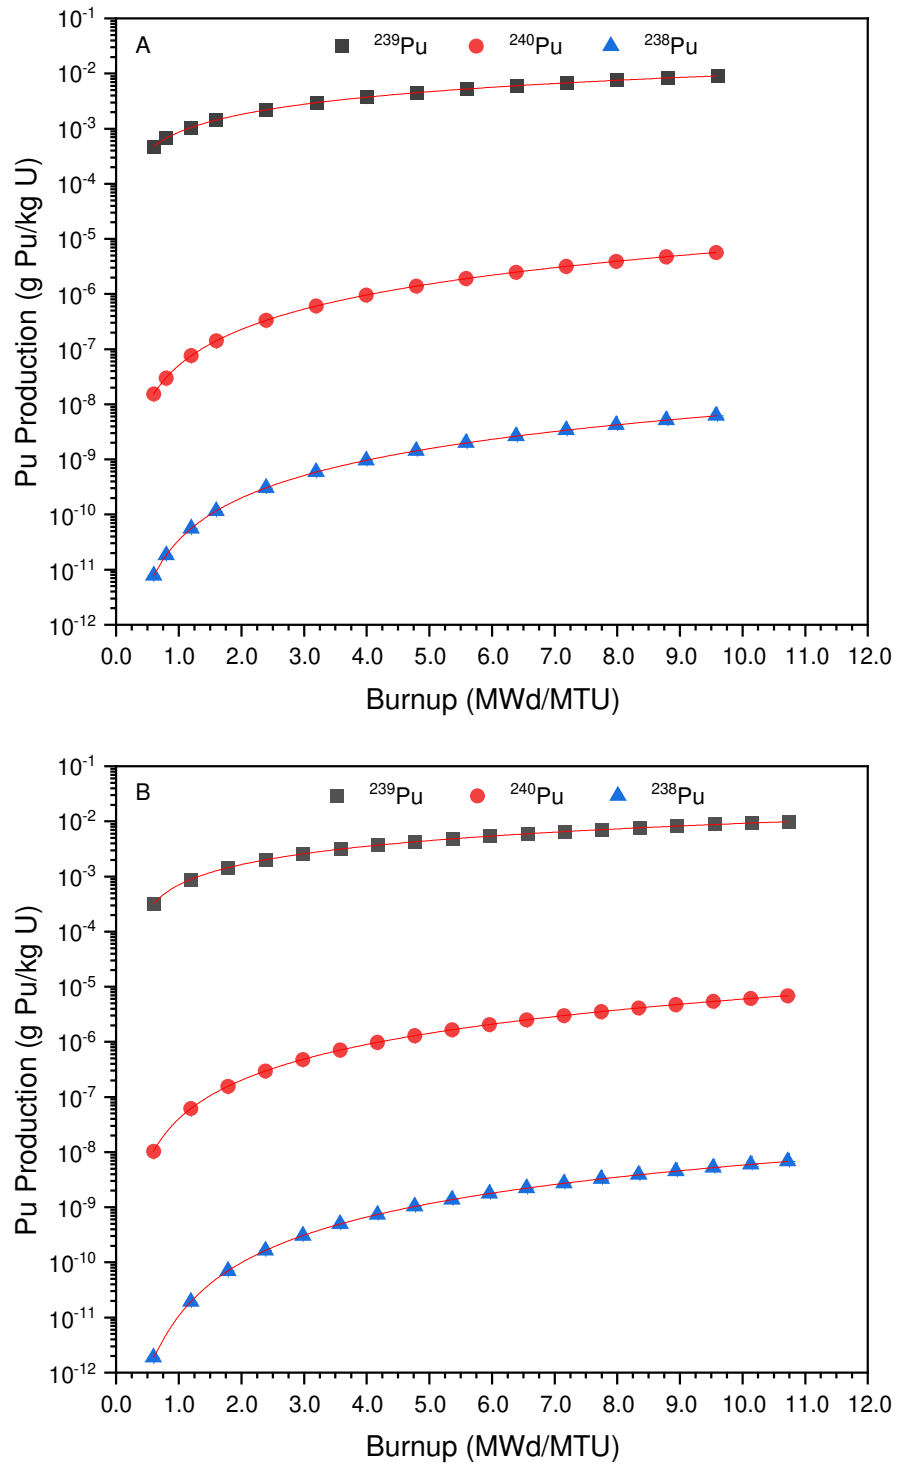 A
²³⁹Pu ²⁴⁰Pu ²³⁸Pu
10⁻¹
10⁻²
10⁻³
10⁻⁴
10⁻⁵
10⁻⁶
10⁻⁷
10⁻⁸
10⁻⁹
10⁻¹⁰
10⁻¹¹
10⁻¹²
Pu Production (g Pu/kg U)
0.0 1.0 2.0 3.0 4.0 5.0 6.0 7.0 8.0 9.0 10.0 11.0 12.0
Burnup (MWd/MTU)
B
²³⁹Pu ²⁴⁰Pu ²³⁸Pu
10⁻¹
10⁻²
10⁻³
10⁻⁴
10⁻⁵
10⁻⁶
10⁻⁷
10⁻⁸
10⁻⁹
10⁻¹⁰
10⁻¹¹
10⁻¹²
Pu Production (g Pu/kg U)
0.0 1.0 2.0 3.0 4.0 5.0 6.0 7.0 8.0 9.0 10.0 11.0 12.0
Burnup (MWd/MTU)